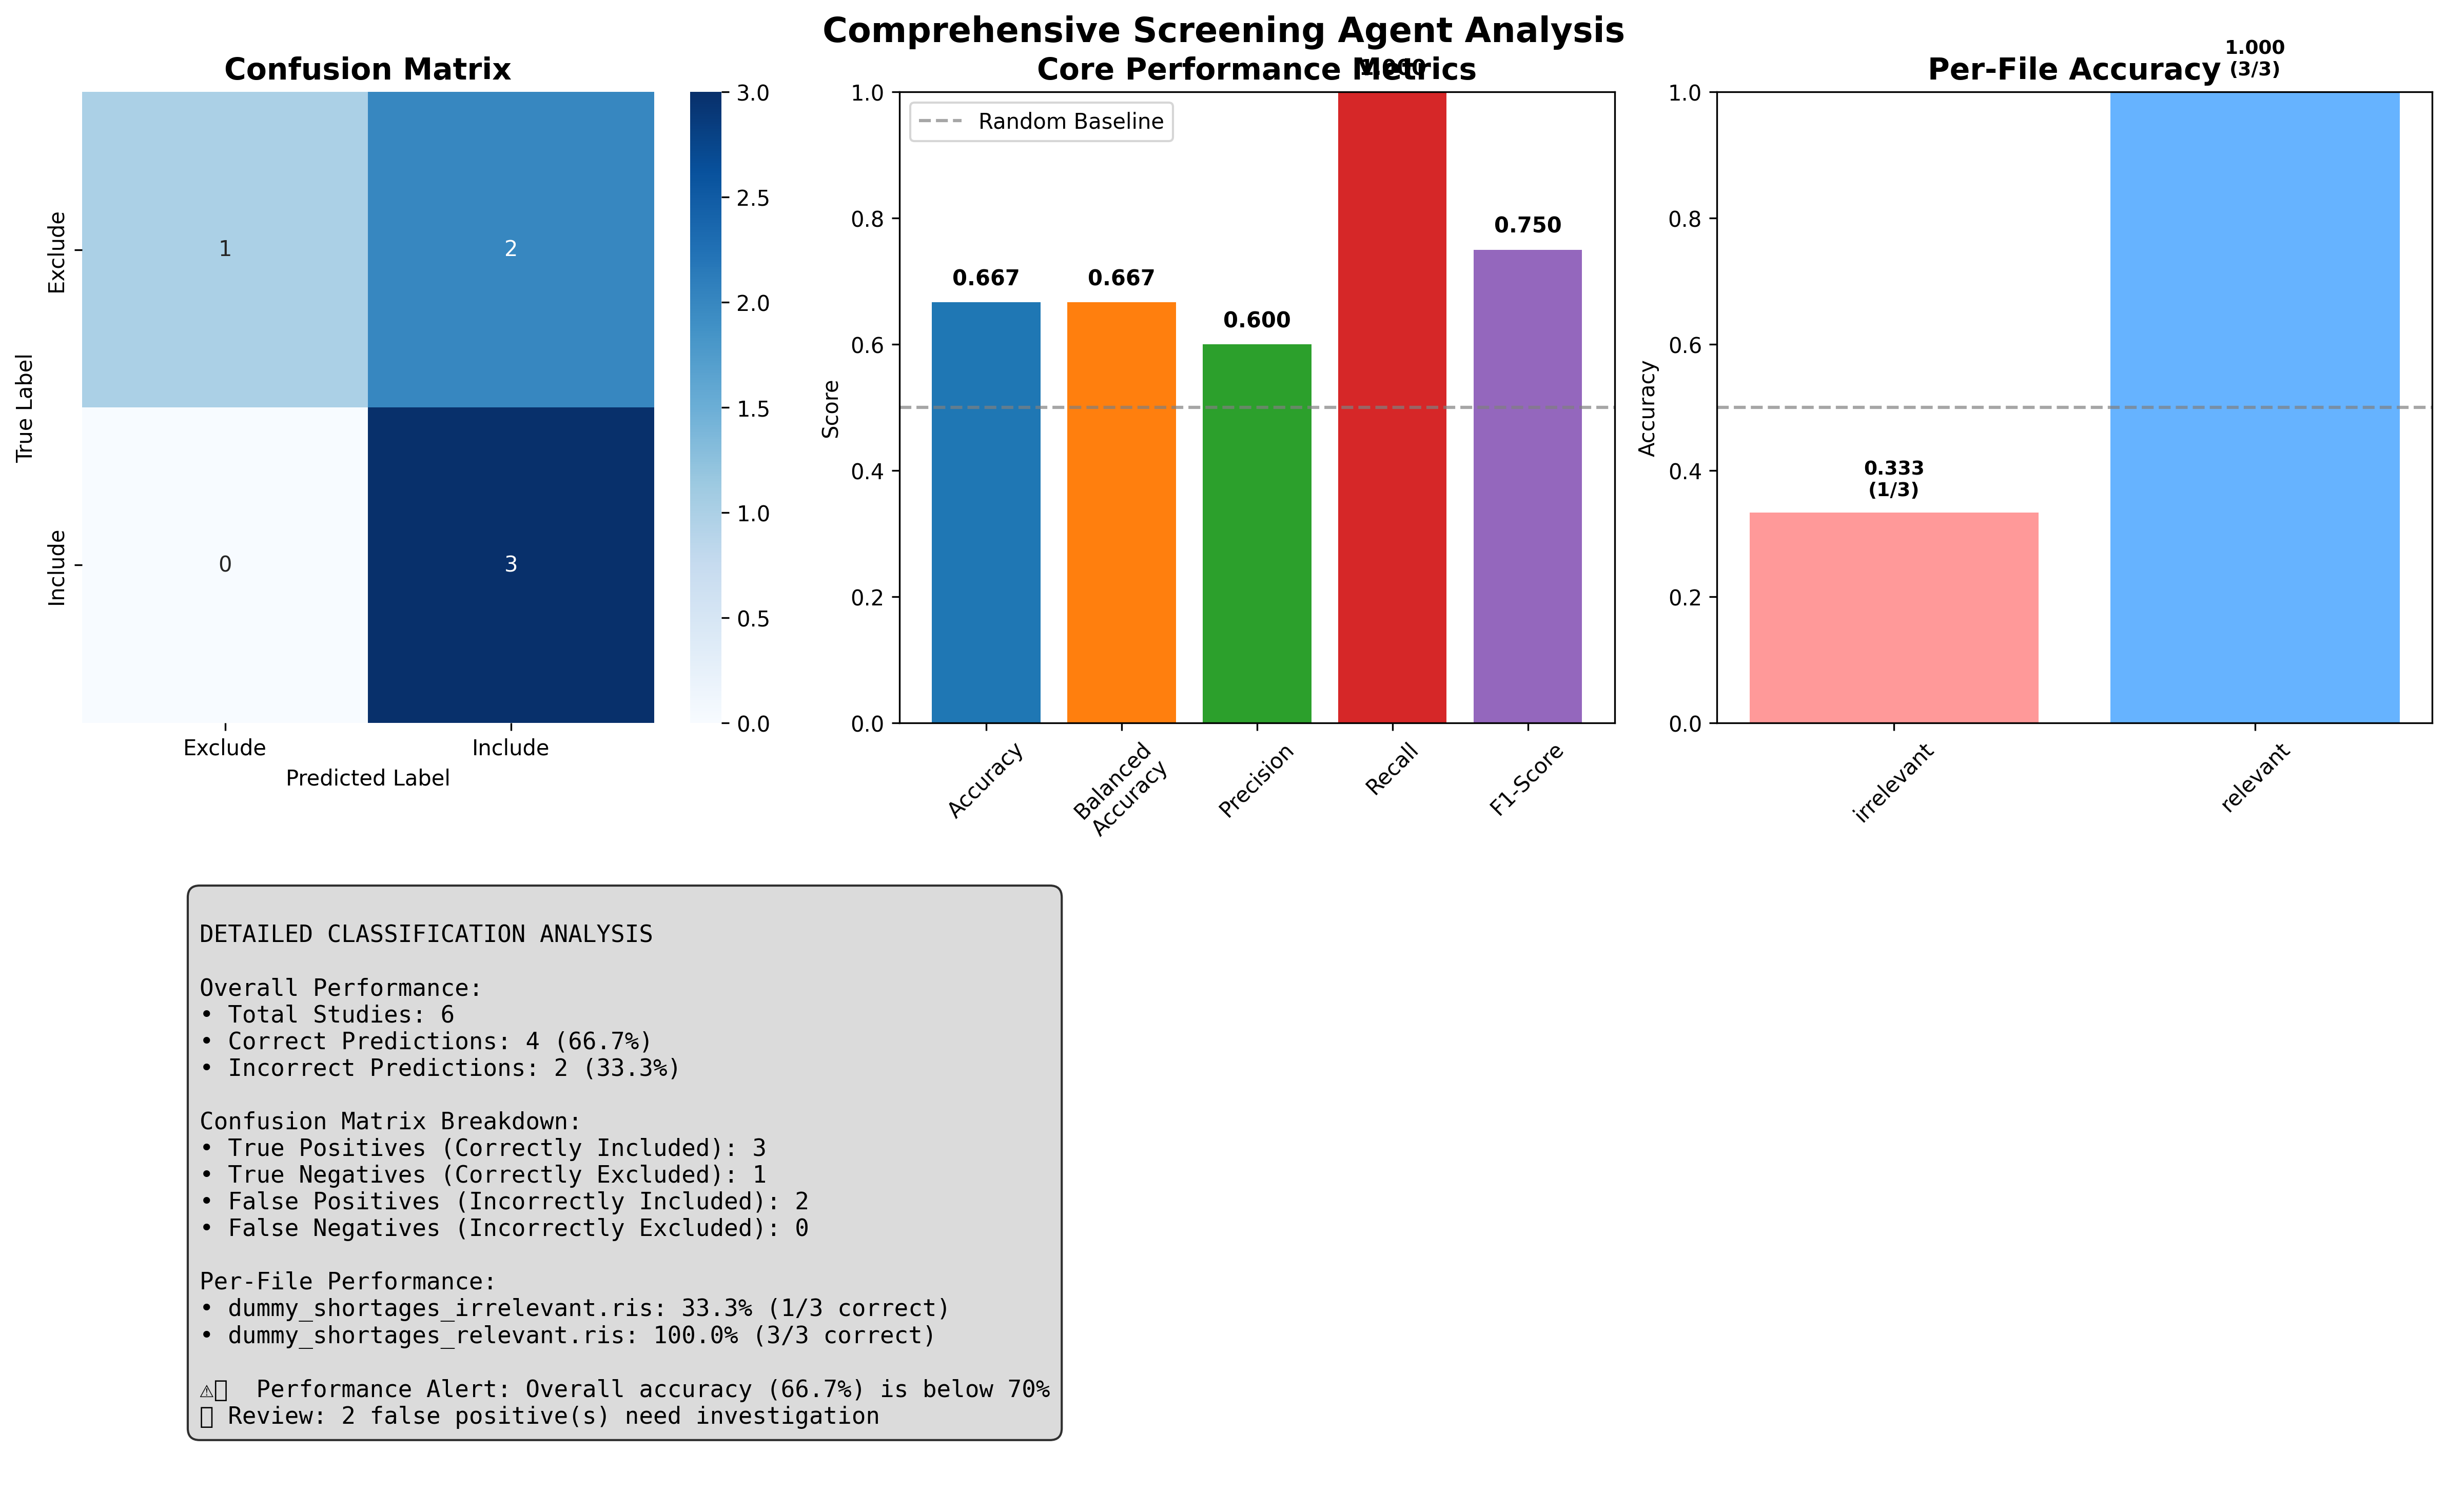 Comprehensive Screening Agent Analysis
Confusion Matrix
True Label
Exclude
Include
1
2
0
3
Exclude
Include
Predicted Label
3.0
2.5
2.0
1.5
1.0
0.5
0.0
Core Performance Metrics
1.000
Random Baseline
Score
1.0
0.8
0.6
0.4
0.2
0.0
0.667
0.667
0.600
0.750
Accuracy
Balanced
Accuracy
Precision
Recall
F1-Score
Per-File Accuracy
1.000
(3/3)
Accuracy
1.0
0.8
0.6
0.4
0.2
0.0
0.333
(1/3)
irrelevant
relevant
DETAILED CLASSIFICATION ANALYSIS
Overall Performance:
• Total Studies: 6
• Correct Predictions: 4 (66.7%)
• Incorrect Predictions: 2 (33.3%)
Confusion Matrix Breakdown:
• True Positives (Correctly Included): 3
• True Negatives (Correctly Excluded): 1
• False Positives (Incorrectly Included): 2
• False Negatives (Incorrectly Excluded): 0
Per-File Performance:
• dummy_shortages_irrelevant.ris: 33.3% (1/3 correct)
• dummy_shortages_relevant.ris: 100.0% (3/3 correct)
⚠▯ Performance Alert: Overall accuracy (66.7%) is below 70%
▯ Review: 2 false positive(s) need investigation